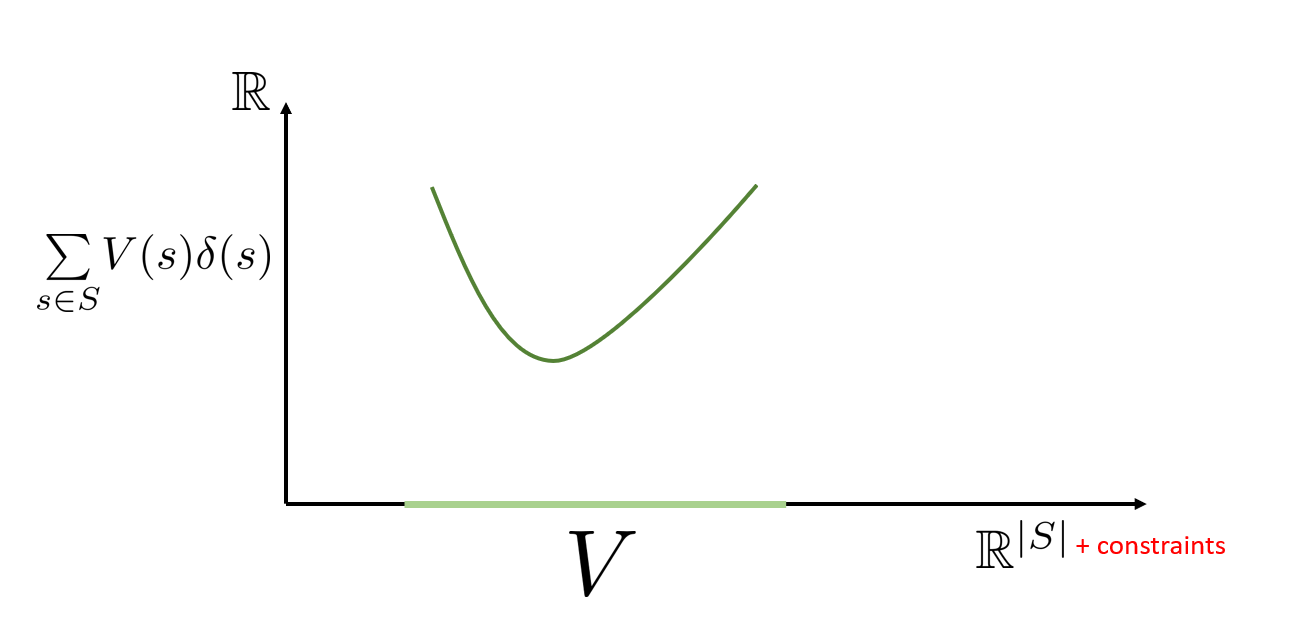 ℝ
∑_{s∈S} V(s)δ(s)
V
ℝ^{|S|} + constraints